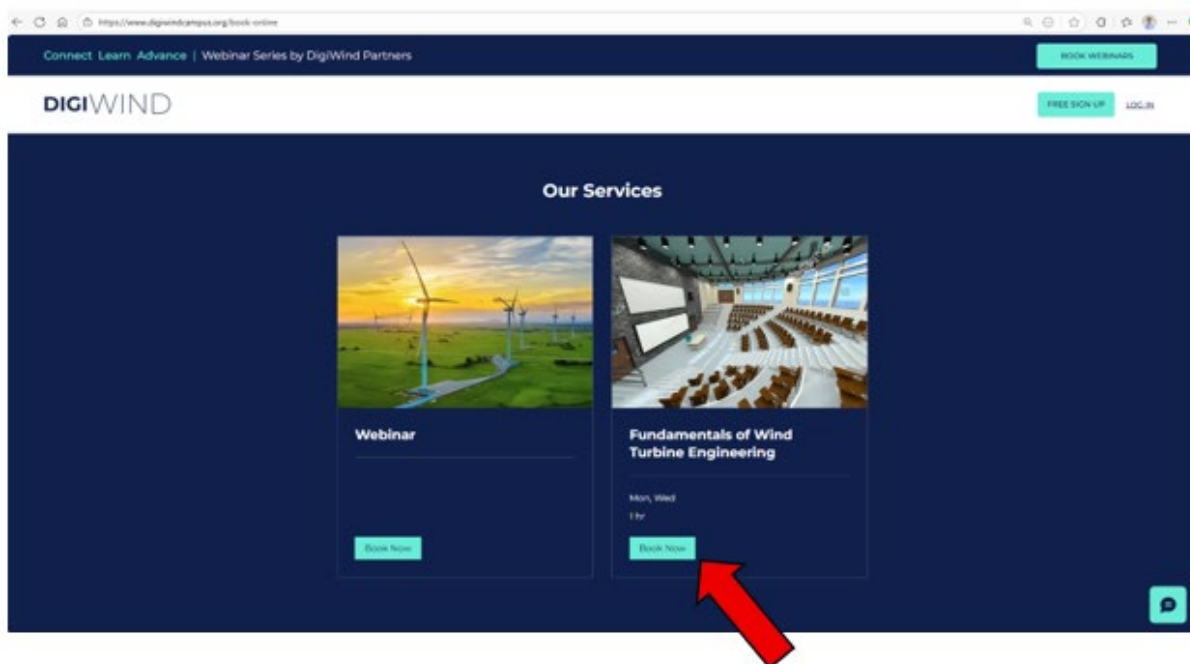 https://www.digiwindcampus.org/book-online
Connect Learn Advance | Webinar Series by DigiWind Partners
BOOK WEBINARS
DIGIWIND
FREE SIGN UP
LOG IN
Our Services
Webinar
Book Now
Fundamentals of Wind
Turbine Engineering
Mon, Wed
1 hr
Book Now